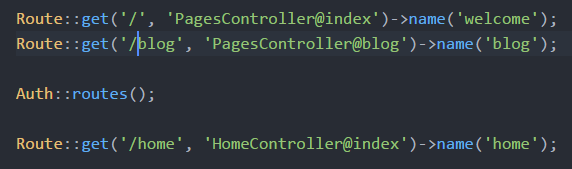 Route::get('/', 'PagesController@index')->name('welcome');
Route::get('/blog', 'PagesController@blog')->name('blog');
Auth::routes();
Route::get('/home', 'HomeController@index')->name('home');